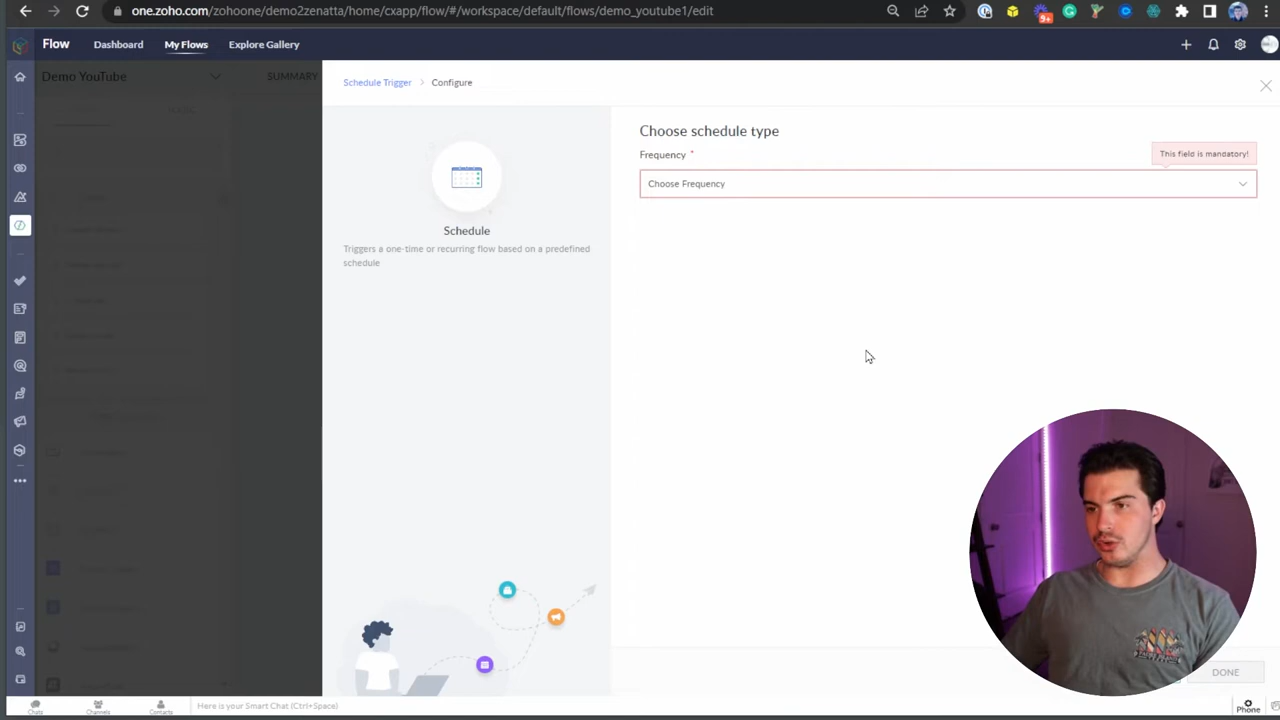 one.zoho.com/zohoone/demo2zenatta/home/cxapp/flow/#/workspace/default/flows/demo_youtube1/edit
9+
Flow
Dashboard
My Flows
Explore Gallery
Demo YouTube
SUMMARY
Schedule Trigger > Configure
Choose schedule type
Frequency *
This field is mandatory!
Choose Frequency
Schedule
Triggers a one-time or recurring flow based on a predefined
schedule
DONE
Chats
Channels
Contacts
Here is your Smart Chat (Ctrl+Space)
Phone